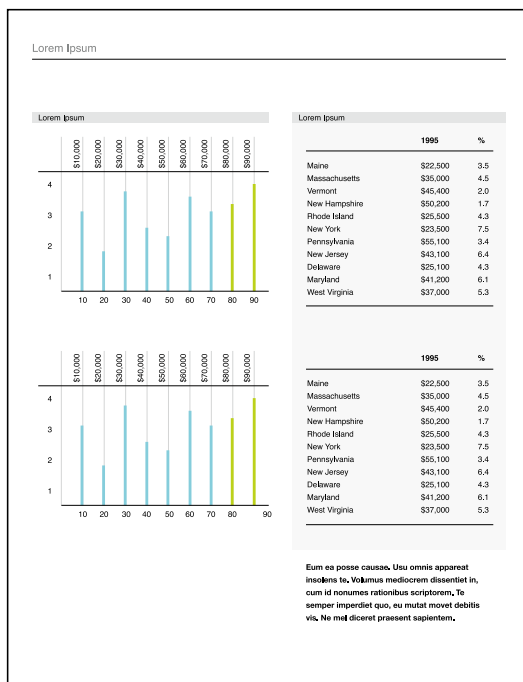 Lorem Ipsum
Lorem Ipsum
$10,000 $20,000 $30,000 $40,000 $50,000 $60,000 $70,000 $80,000 $90,000
4
3
2
1
10 20 30 40 50 60 70 80 90
$10,000 $20,000 $30,000 $40,000 $50,000 $60,000 $70,000 $80,000 $90,000
4
3
2
1
10 20 30 40 50 60 70 80 90
Lorem Ipsum
1995 %
Maine $22,500 3.5
Massachusetts $35,000 4.5
Vermont $45,400 2.0
New Hampshire $50,200 1.7
Rhode Island $25,500 4.3
New York $23,500 7.5
Pennsylvania $55,100 3.4
New Jersey $43,100 6.4
Delaware $25,100 4,3
Maryland $41,200 6.1
West Virginia $37,000 5.3
1995 %
Maine $22,500 3.5
Massachusetts $35,000 4.5
Vermont $45,400 2.0
New Hampshire $50,200 1.7
Rhode Island $25,500 4.3
New York $23,500 7.5
Pennsylvania $55,100 3.4
New Jersey $43,100 6.4
Delaware $25,100 4.3
Maryland $41,200 6.1
West Virginia $37,000 5.3
Eum ea posse causae. Usu omnis appareat
insolens te. Volumus mediocrem dissentiet in,
cum id nonumes rationibus scriptorem. Te
semper imperdiet quo, eu mutat movet debitis
vis. Ne mel diceret praesent sapientem.